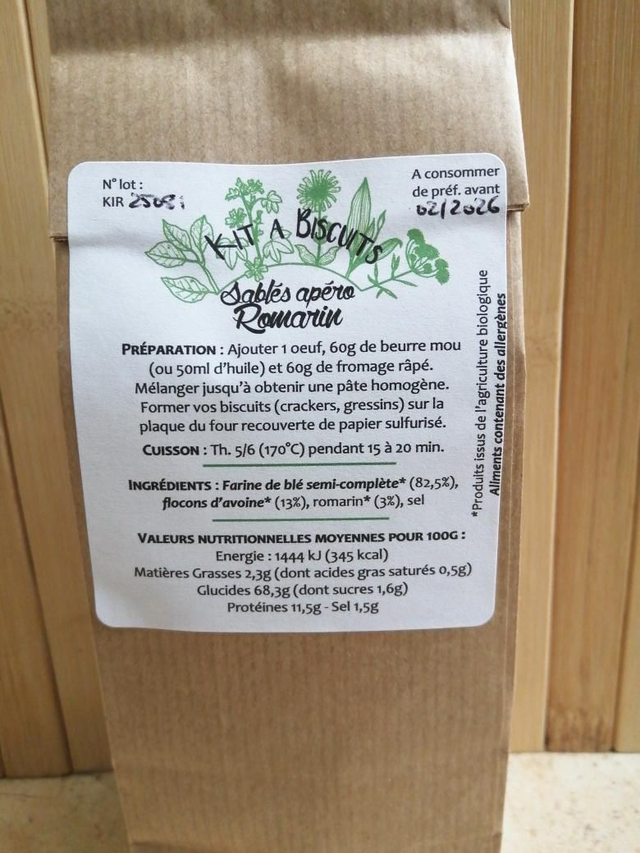 N° lot :
KIR 25091
A consommer
de préf. avant
02/2026
KIT A BISCUITS
Sablés apéro
Romarin
PRÉPARATION : Ajouter 1 oeuf, 60g de beurre mou
(ou 50ml d'huile) et 60g de fromage râpé.
Mélanger jusqu'à obtenir une pâte homogène.
Former vos biscuits (crackers, gressins) sur la
plaque du four recouverte de papier sulfurisé.
CUISSON : Th. 5/6 (170°C) pendant 15 à 20 min.
INGRÉDIENTS : Farine de blé semi-complète* (82,5%),
flocons d'avoine* (13%), romarin* (3%), sel
VALEURS NUTRITIONNELLES MOYENNES POUR 100G :
Energie : 1444 kJ (345 kcal)
Matières Grasses 2,3g (dont acides gras saturés 0,5g)
Glucides 68,3g (dont sucres 1,6g)
Protéines 11,5g - Sel 1,5g
*Produits issus de l'agriculture biologique
Aliments contenant des allergènes